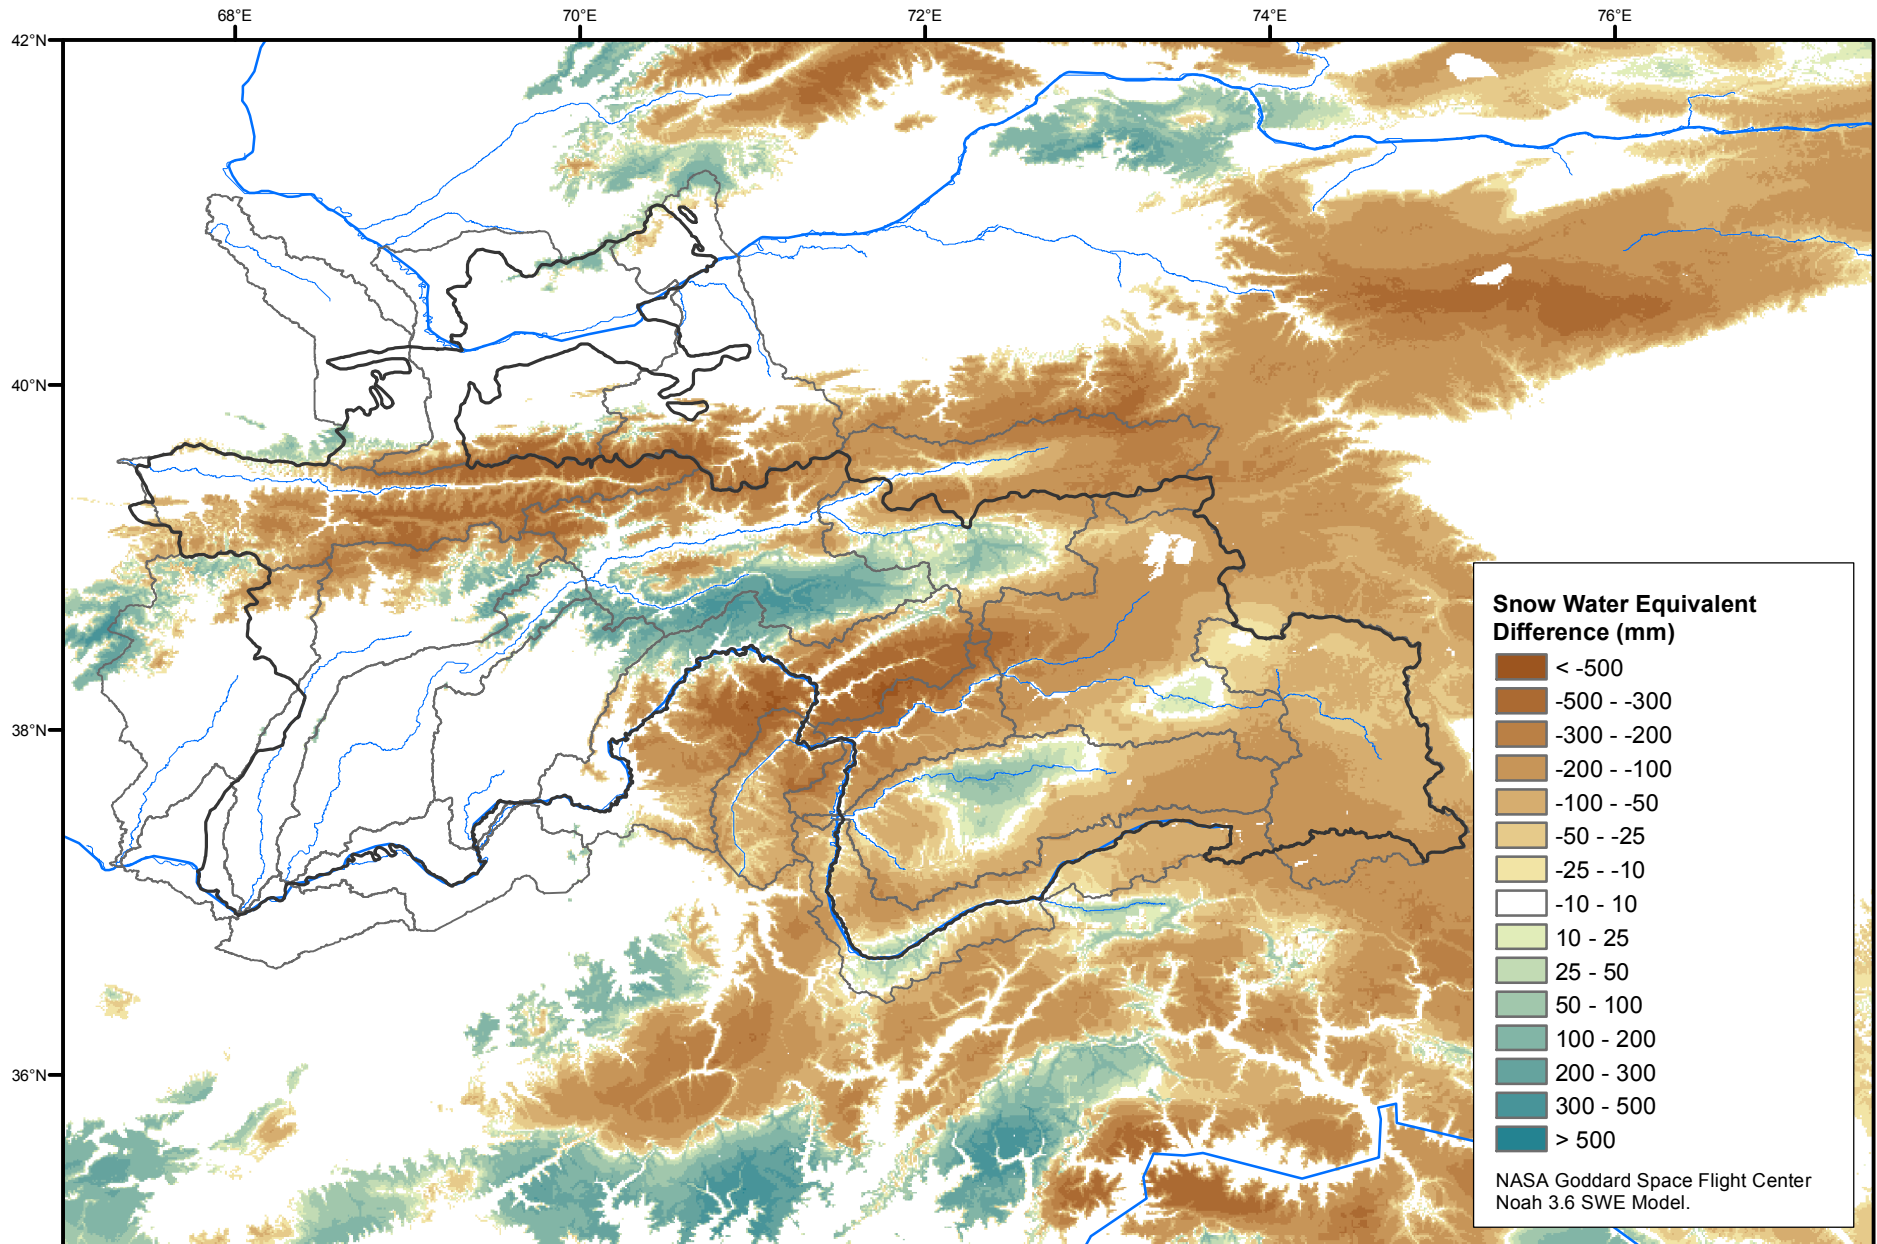 68°E 70°E 72°E 74°E 76°E
42°N
40°N
38°N
36°N
Snow Water Equivalent
Difference (mm)
< -500
-500 - -300
-300 - -200
-200 - -100
-100 - -50
-50 - -25
-25 - -10
-10 - 10
10 - 25
25 - 50
50 - 100
100 - 200
200 - 300
300 - 500
> 500
NASA Goddard Space Flight Center
Noah 3.6 SWE Model.